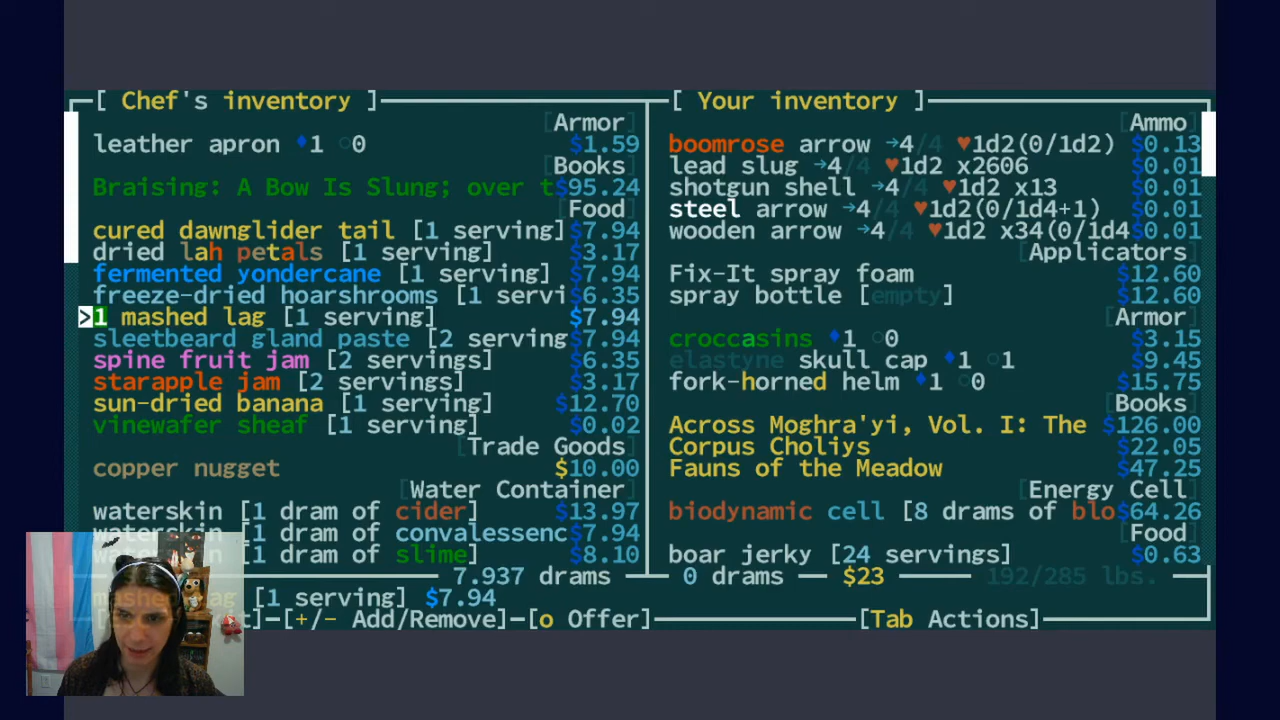 [ Chef's inventory ]
[Armor]
leather apron ♦1 ○0 $1.59
[Books]
Braising: A Bow Is Slung; over t $95.24
[Food]
cured dawnglider tail [1 serving] $7.94
dried lah petals [1 serving] $3.17
fermented yondercane [1 serving] $7.94
freeze-dried hoarshrooms [1 servi $6.35
>1 mashed lag [1 serving] $7.94
sleetbeard gland paste [2 serving $7.94
spine fruit jam [2 servings] $6.35
starapple jam [2 servings] $3.17
sun-dried banana [1 serving] $12.70
vinewafer sheaf [1 serving] $0.02
[Trade Goods]
copper nugget $10.00
[Water Container]
waterskin [1 dram of cider] $13.97
waterskin [1 dram of convalessenc $7.94
waterskin [1 dram of slime] $8.10
7.937 drams
[ Your inventory ]
[Ammo]
boomrose arrow →4/4 ♥1d2(0/1d2) $0.13
lead slug →4/4 ♥1d2 x2606 $0.01
shotgun shell →4/4 ♥1d2 x13 $0.01
steel arrow →4/4 ♥1d2(0/1d4+1) $0.01
wooden arrow →4/4 ♥1d2 x34(0/1d4 $0.01
[Applicators]
Fix-It spray foam $12.60
spray bottle [empty] $12.60
[Armor]
croccasins ♦1 ○0 $3.15
elastyne skull cap ♦1 ○1 $9.45
fork-horned helm ♦1 ○0 $15.75
[Books]
Across Moghra'yi, Vol. I: The $126.00
Corpus Choliys $22.05
Fauns of the Meadow $47.25
[Energy Cell]
biodynamic cell [8 drams of blo $64.26
[Food]
boar jerky [24 servings] $0.63
0 drams — $23 192/285 lbs.
mashed lag [1 serving] $7.94
[+/- Add/Remove]—[o Offer] [Tab Actions]